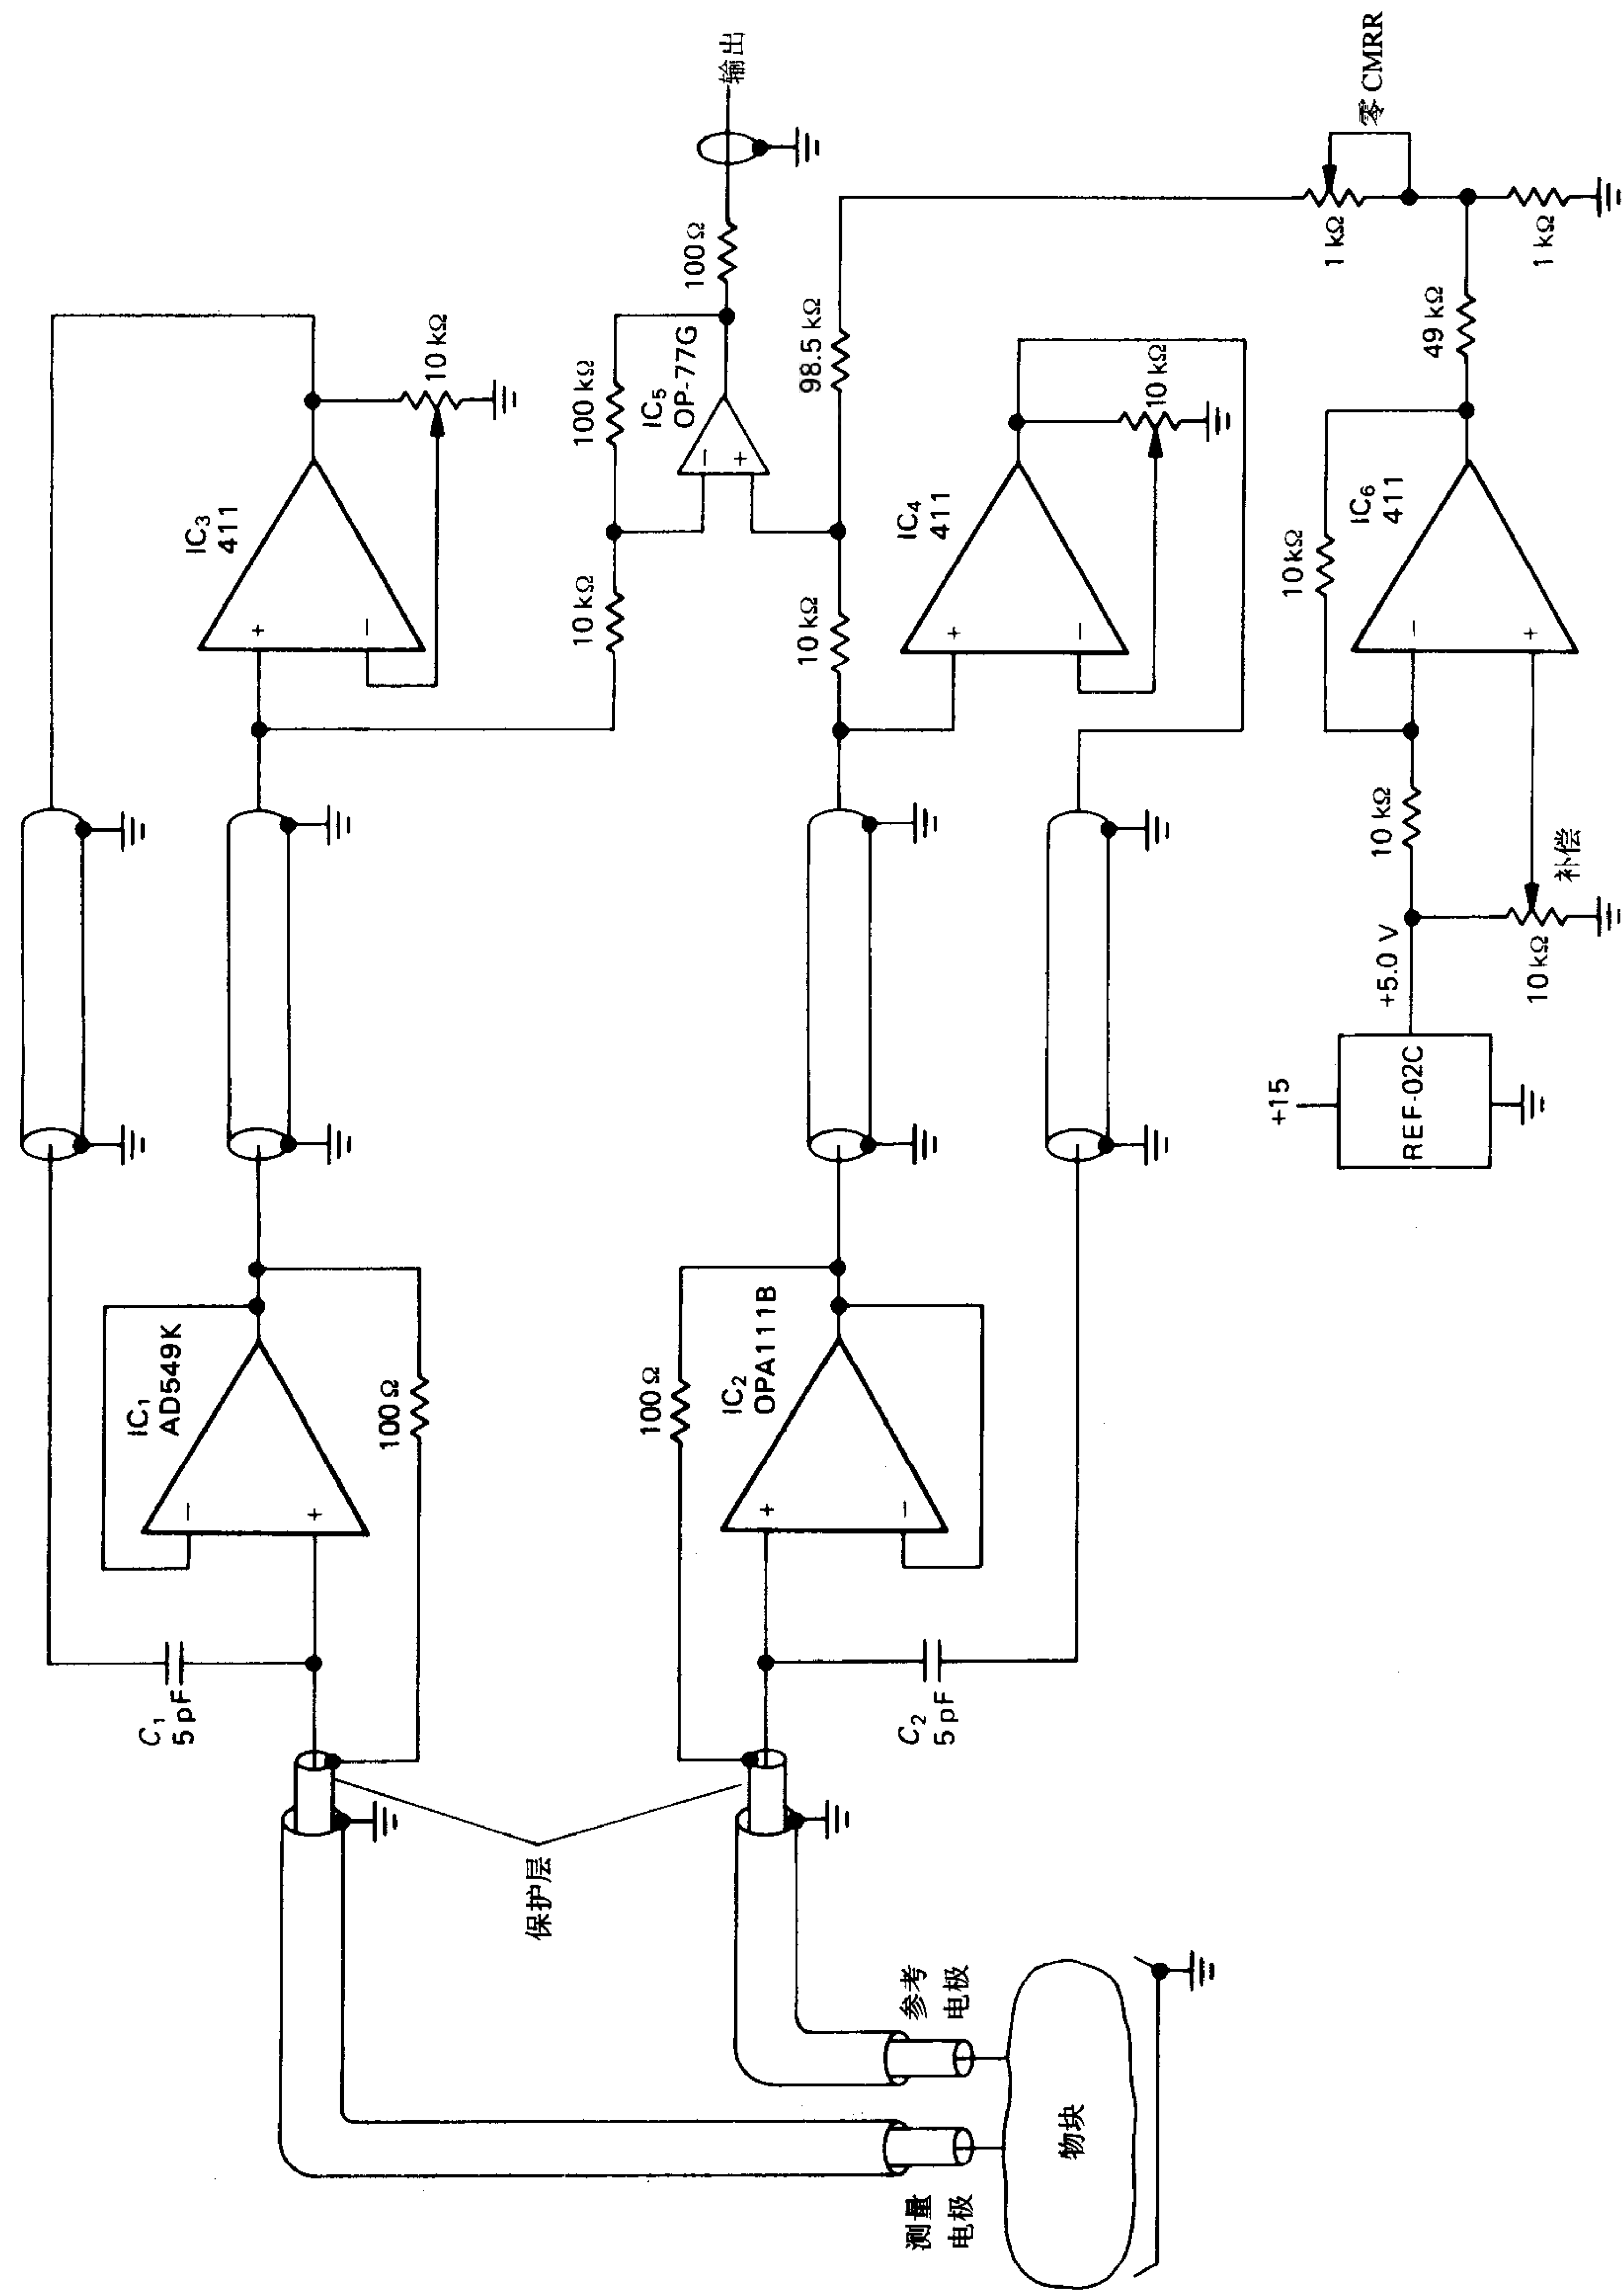 C₁
5 pF
IC₁
AD549K
−
+
100 Ω
保护层
测量
电极
参考
电极
物块
C₂
5 pF
100 Ω
IC₂
OPA111B
+
−
IC₃
411
+
−
10 kΩ
10 kΩ
100 kΩ
IC₅
OP-77G
−
+
100 Ω
输出
10 kΩ
98.5 kΩ
IC₄
411
+
−
10 kΩ
零 CMRR
1 kΩ
1 kΩ
49 kΩ
IC₆
411
−
+
10 kΩ
10 kΩ
补偿
10 kΩ
+5.0 V
+15
REF-02C